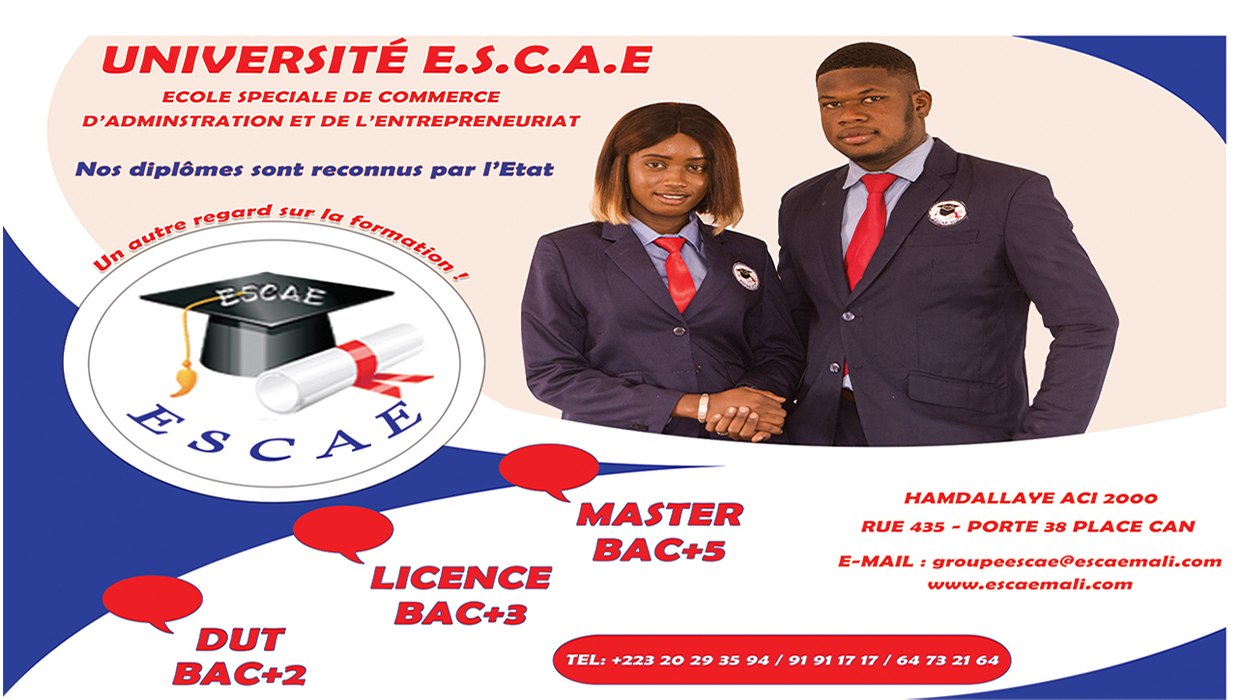 UNIVERSITÉ E.S.C.A.E
ECOLE SPECIALE DE COMMERCE
D'ADMINSTRATION ET DE L'ENTREPRENEURIAT
Nos diplômes sont reconnus par l'Etat
Un autre regard sur la formation !
ESCAE
ESCAE
MASTER
BAC+5
LICENCE
BAC+3
DUT
BAC+2
HAMDALLAYE ACI 2000
RUE 435 - PORTE 38 PLACE CAN
E-MAIL : groupeescae@escaemali.com
www.escaemali.com
TEL: +223 20 29 35 94 / 91 91 17 17 / 64 73 21 64